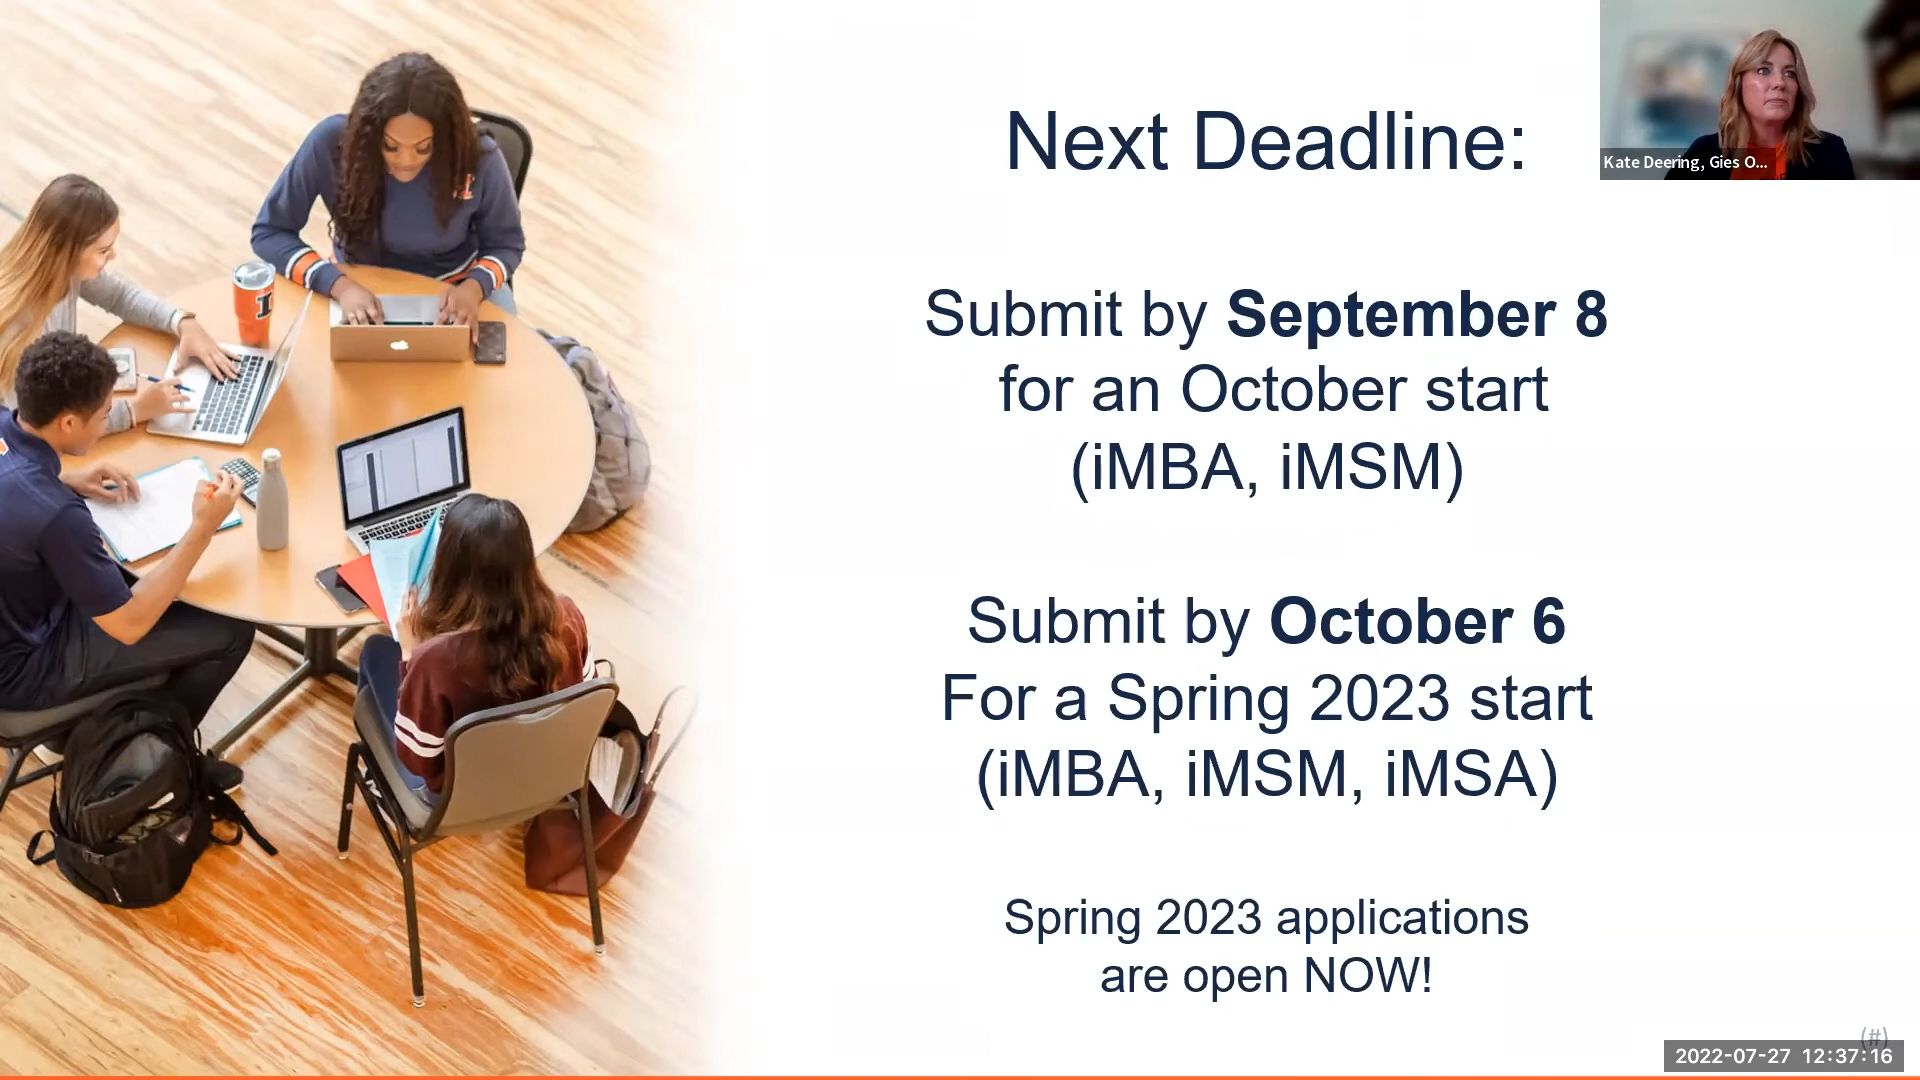 Next Deadline:
Kate Deering, Gies O...
Submit by September 8
for an October start
(iMBA, iMSM)
Submit by October 6
For a Spring 2023 start
(iMBA, iMSM, iMSA)
Spring 2023 applications
are open NOW!
(#)
2022-07-27 12:37:16